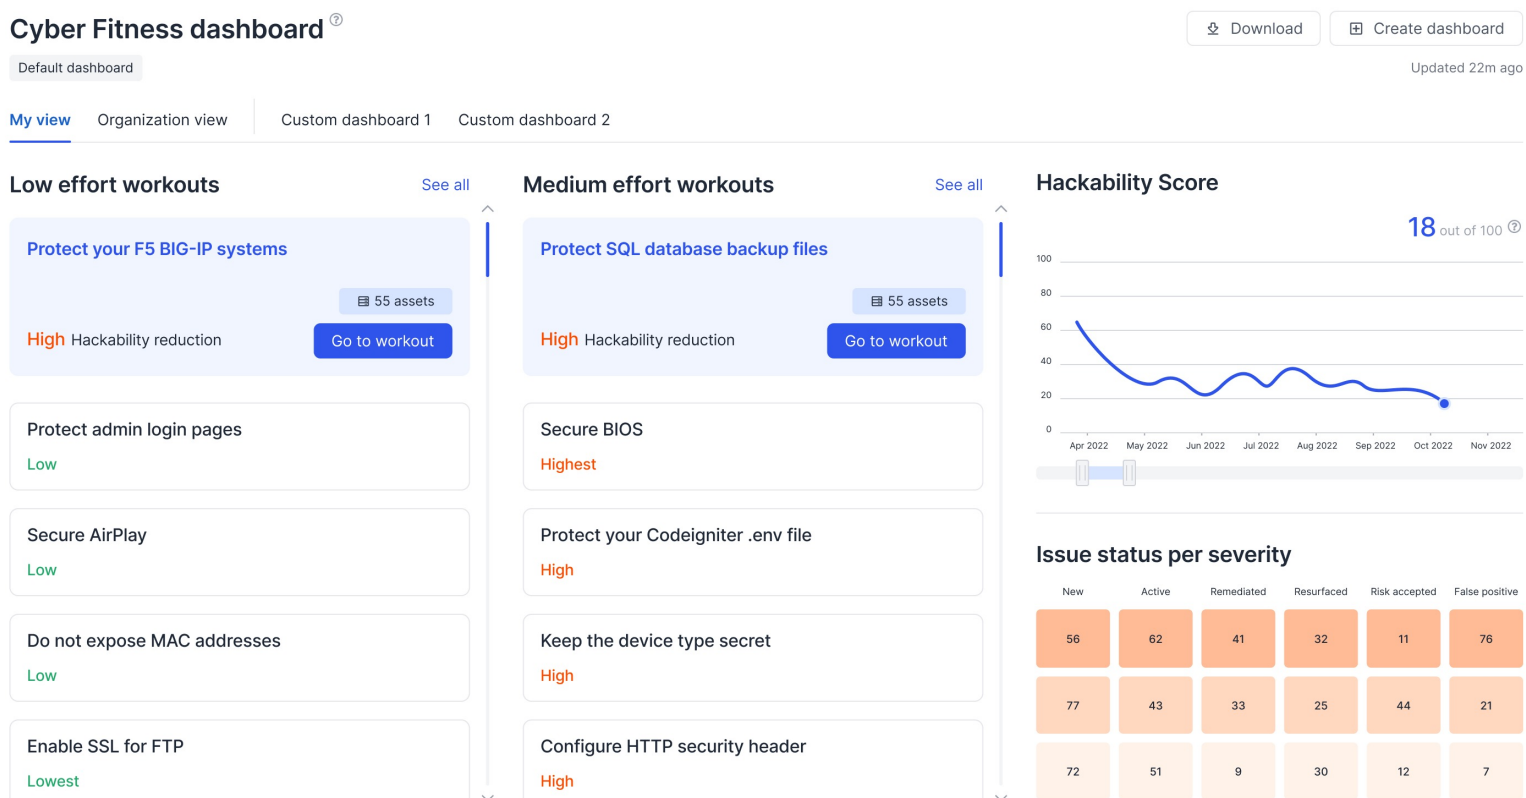 Cyber Fitness dashboard
Download
Create dashboard
Default dashboard
Updated 22m ago
My view
Organization view
Custom dashboard 1
Custom dashboard 2
Low effort workouts
See all
Protect your F5 BIG-IP systems
55 assets
High Hackability reduction
Go to workout
Protect admin login pages
Low
Secure AirPlay
Low
Do not expose MAC addresses
Low
Enable SSL for FTP
Lowest
Medium effort workouts
See all
Protect SQL database backup files
55 assets
High Hackability reduction
Go to workout
Secure BIOS
Highest
Protect your Codeigniter .env file
High
Keep the device type secret
High
Configure HTTP security header
High
Hackability Score
18 out of 100
100
80
60
40
20
0
Apr 2022 May 2022 Jun 2022 Jul 2022 Aug 2022 Sep 2022 Oct 2022 Nov 2022
Issue status per severity
New Active Remediated Resurfaced Risk accepted False positive
56 62 41 32 11 76
77 43 33 25 44 21
72 51 9 30 12 7